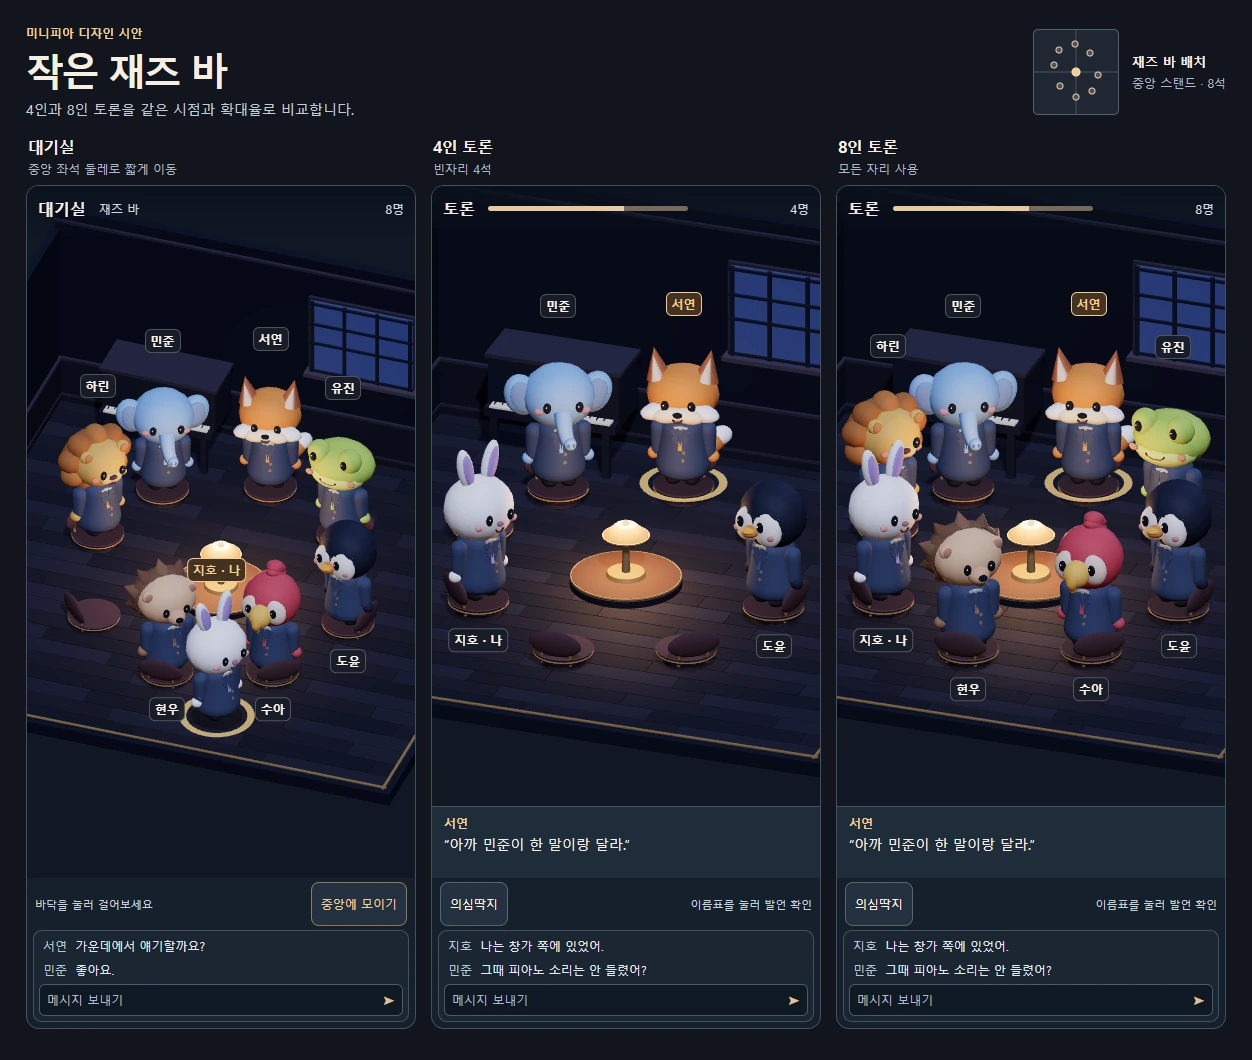 미니피아 디자인 시안
작은 재즈 바
4인과 8인 토론을 같은 시점과 확대율로 비교합니다.
재즈 바 배치
중앙 스탠드 · 8석
대기실
중앙 좌석 둘레로 짧게 이동
대기실 재즈 바 8명
민준
서연
하린
유진
지호 · 나
도윤
현우
수아
바닥을 눌러 걸어보세요
중앙에 모이기
서연 가운데에서 얘기할까요?
민준 좋아요.
메시지 보내기
4인 토론
빈자리 4석
토론 4명
민준
서연
지호 · 나
도윤
서연
"아까 민준이 한 말이랑 달라."
의심딱지
이름표를 눌러 발언 확인
지호 나는 창가 쪽에 있었어.
민준 그때 피아노 소리는 안 들렸어?
메시지 보내기
8인 토론
모든 자리 사용
토론 8명
민준
서연
하린
유진
지호 · 나
도윤
현우
수아
서연
"아까 민준이 한 말이랑 달라."
의심딱지
이름표를 눌러 발언 확인
지호 나는 창가 쪽에 있었어.
민준 그때 피아노 소리는 안 들렸어?
메시지 보내기